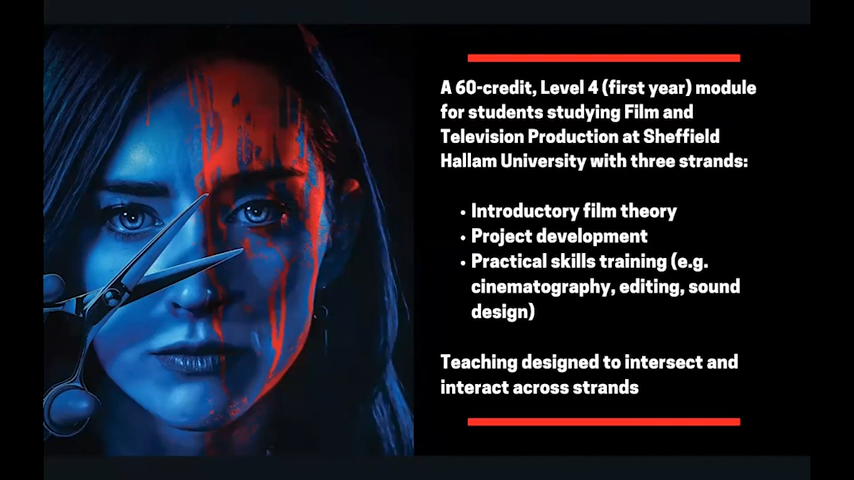 A 60-credit, Level 4 (first year) module
for students studying Film and
Television Production at Sheffield
Hallam University with three strands:
• Introductory film theory
• Project development
• Practical skills training (e.g.
cinematography, editing, sound
design)
Teaching designed to intersect and
interact across strands